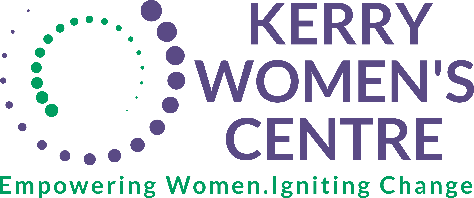 KERRY
WOMEN'S
CENTRE
Empowering Women.Igniting Change